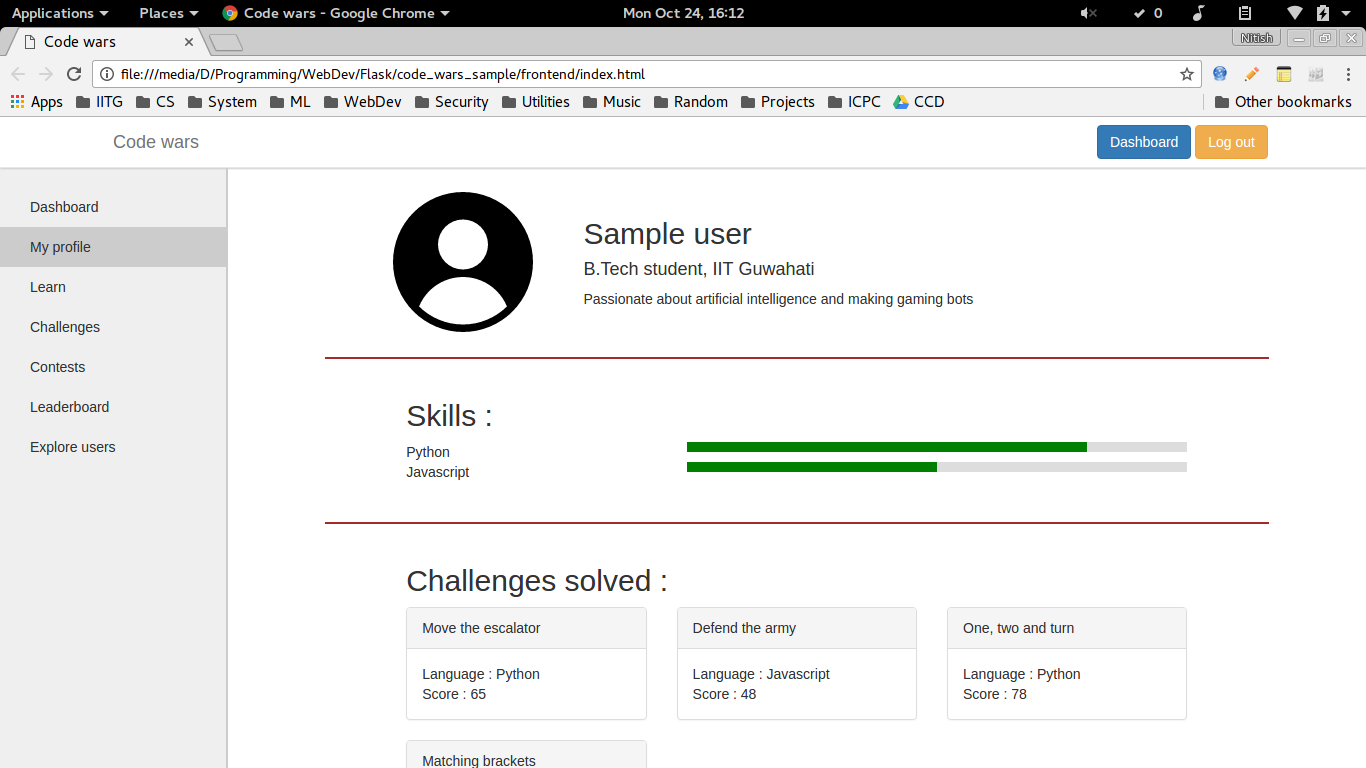 Applications Places Code wars - Google Chrome Mon Oct 24, 16:12 0
Code wars Nitish
file:///media/D/Programming/WebDev/Flask/code_wars_sample/frontend/index.html
Apps IITG CS System ML WebDev Security Utilities Music Random Projects ICPC CCD Other bookmarks
Code wars Dashboard Log out
Dashboard
My profile
Learn
Challenges
Contests
Leaderboard
Explore users
Sample user
B.Tech student, IIT Guwahati
Passionate about artificial intelligence and making gaming bots
Skills :
Python
Javascript
Challenges solved :
Move the escalator
Language : Python
Score : 65
Defend the army
Language : Javascript
Score : 48
One, two and turn
Language : Python
Score : 78
Matching brackets